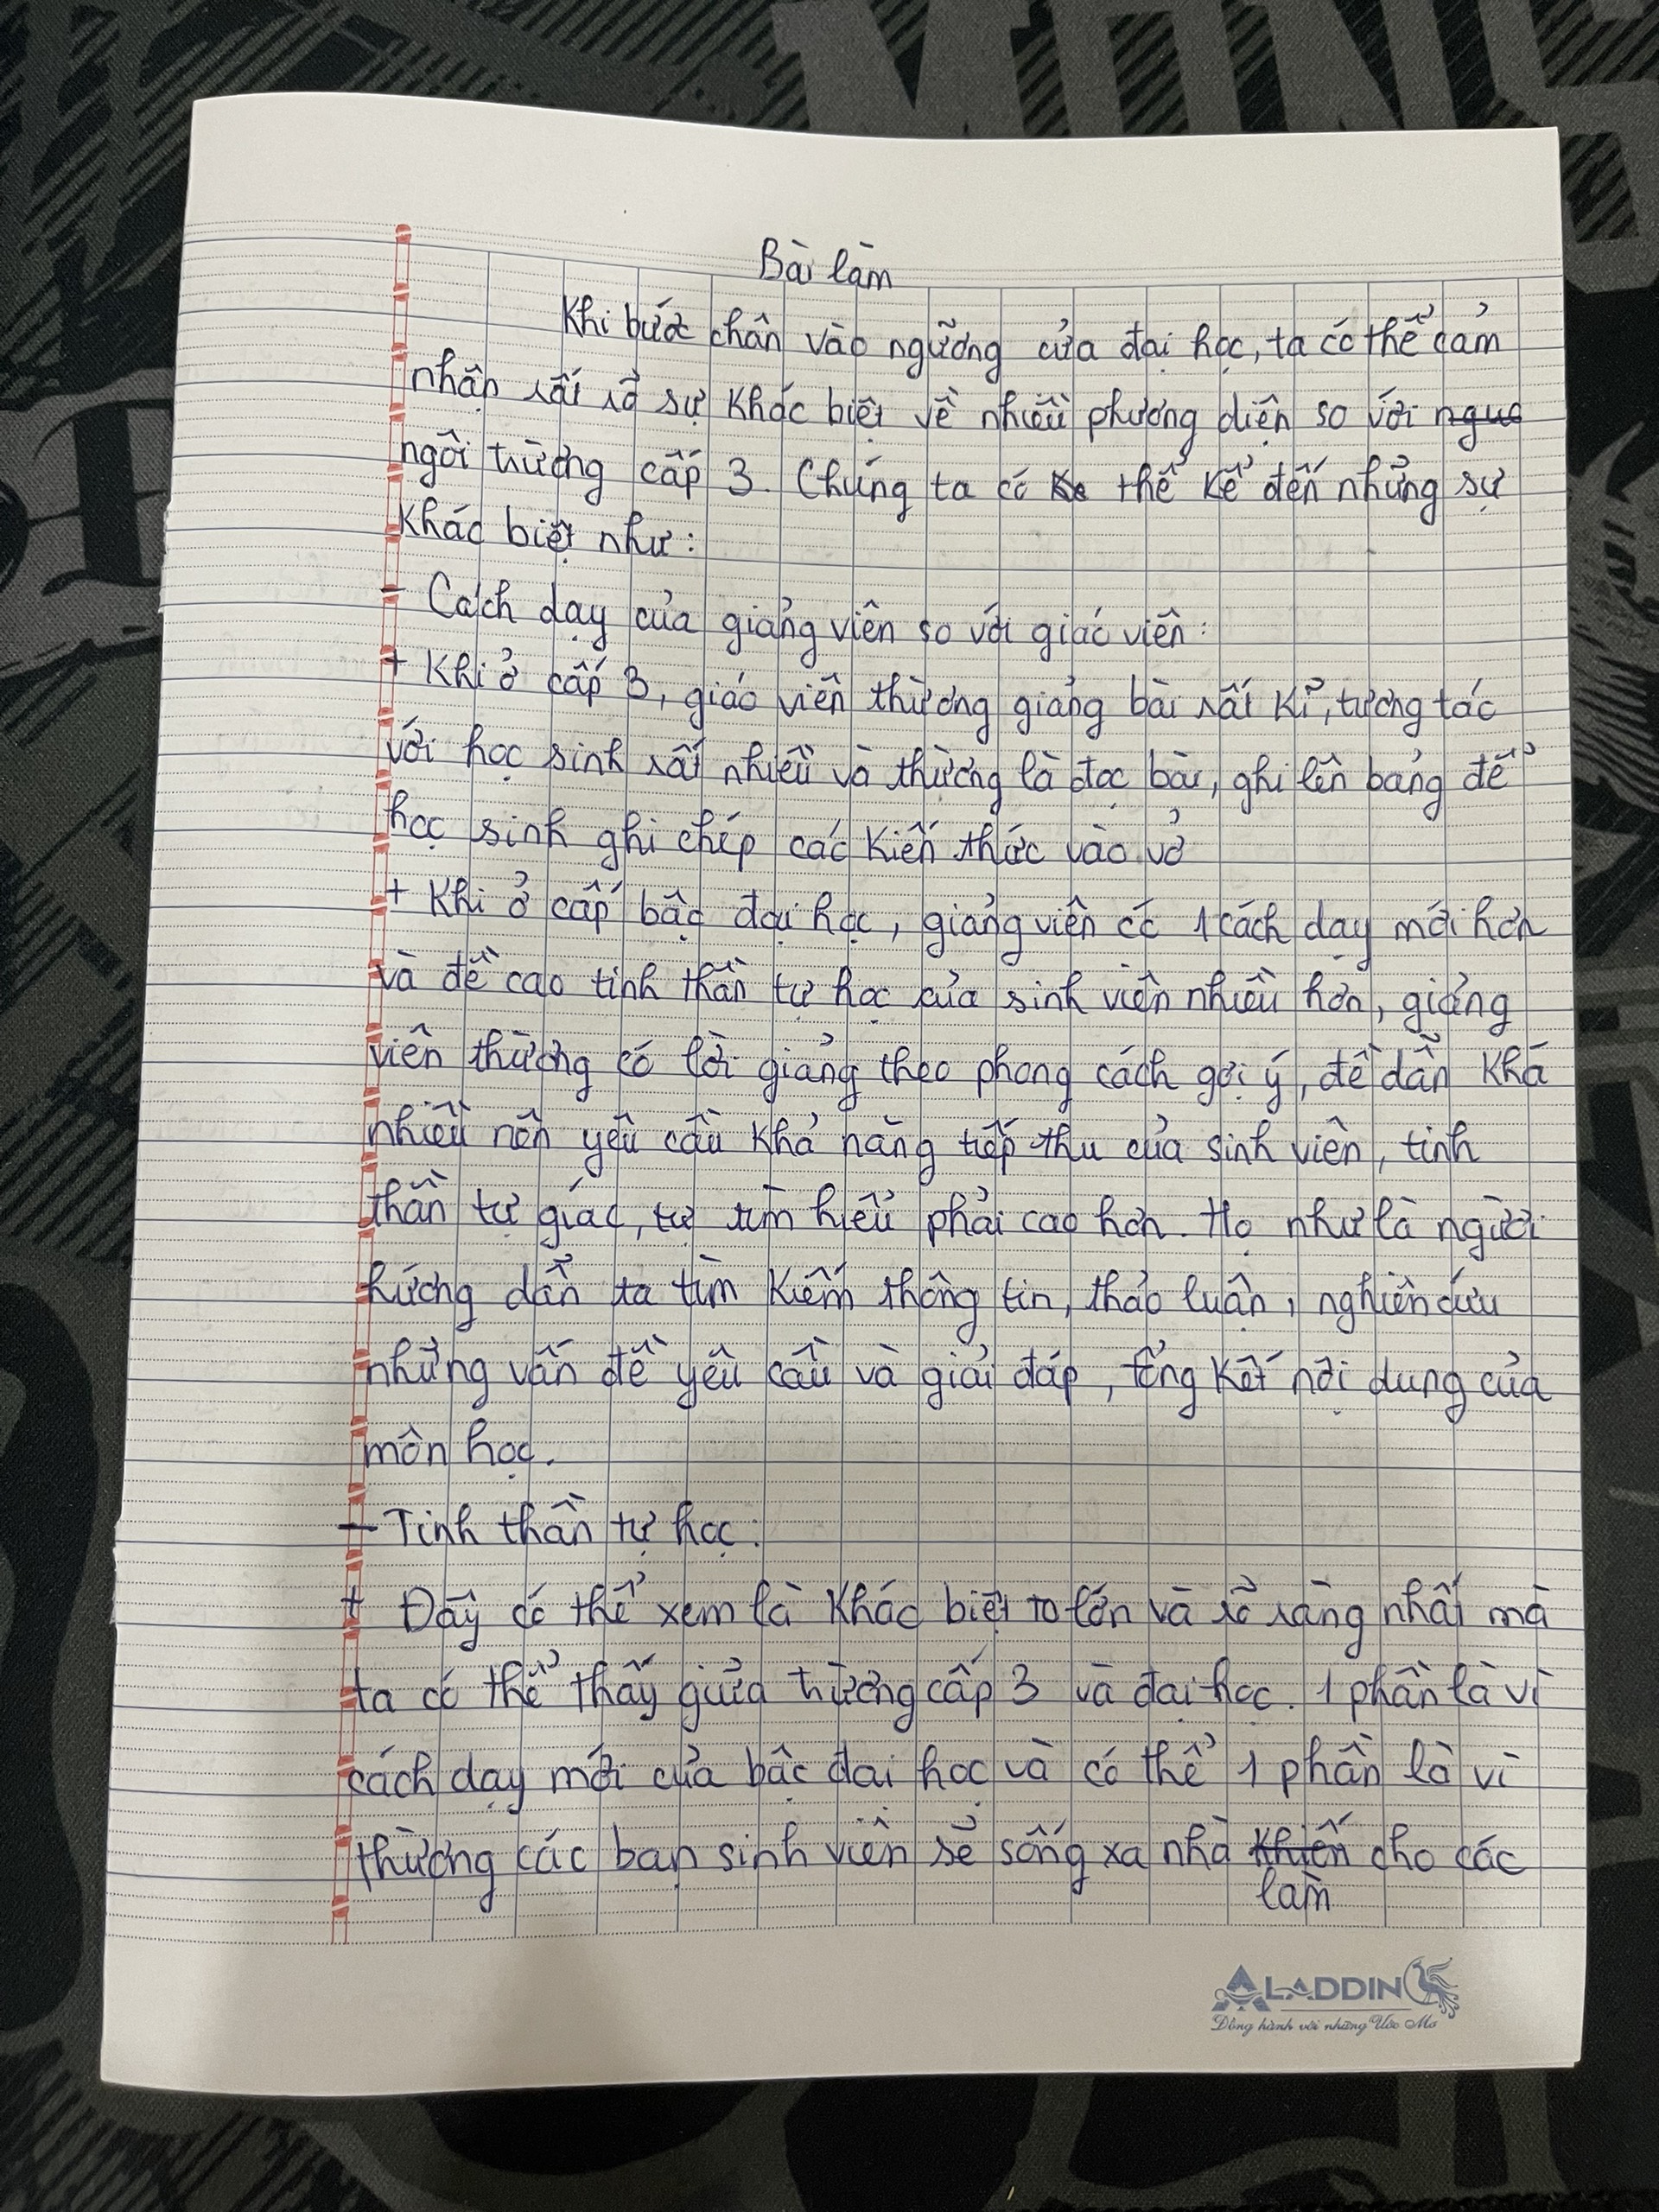 Bài làm
Khi bước chân vào ngưỡng cửa đại học, ta có thể cảm
nhận rất rõ sự khác biệt về nhiều phương diện so với ngư
ngôi trường cấp 3. Chúng ta có ke thể kể đến những sự
khác biệt như:
- Cách dạy của giảng viên so với giáo viên:
+ Khi ở cấp 3, giáo viên thường giảng bài rất kĩ, tương tác
với học sinh rất nhiều và thường là đọc bài, ghi lên bảng để
học sinh ghi chép các kiến thức vào vở
+ Khi ở cấp bậc đại học, giảng viên có 1 cách dạy mới hơn
và đề cao tinh thần tự học của sinh viên nhiều hơn, giảng
viên thường có lời giảng theo phong cách gợi ý, đề dẫn khá
nhiều nên yêu cầu khả năng tiếp thu của sinh viên, tinh
thần tự giác, tự tìm hiểu phải cao hơn. Họ như là người
hướng dẫn ta tìm kiếm thông tin, thảo luận, nghiên cứu
những vấn đề yêu cầu và giải đáp, tổng kết nội dung của
môn học.
- Tinh thần tự học:
+ Đây có thể xem là khác biệt to lớn và rõ ràng nhất mà
ta có thể thấy giữa trường cấp 3 và đại học. 1 phần là vì
cách dạy mới của bậc đại học và có thể 1 phần là vì
thường các bạn sinh viên sẽ sống xa nhà khiến cho các
làm
ALADDIN
Đồng hành với những Ước Mơ